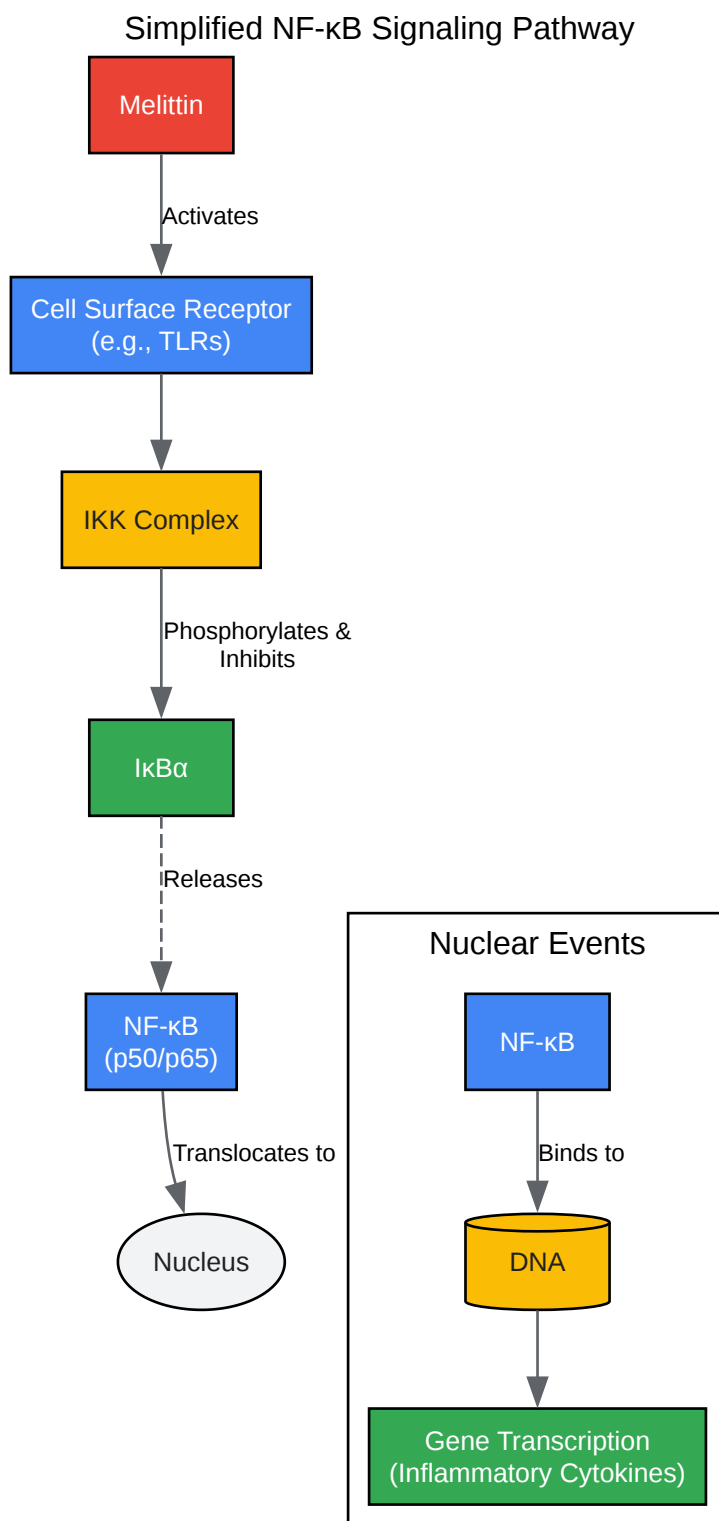 Simplified NF-κB Signaling Pathway
Melittin
Activates
Cell Surface Receptor
(e.g., TLRs)
IKK Complex
Phosphorylates &
Inhibits
IκBα
Releases
NF-κB
(p50/p65)
Translocates to
Nucleus
Nuclear Events
NF-κB
Binds to
DNA
Gene Transcription
(Inflammatory Cytokines)